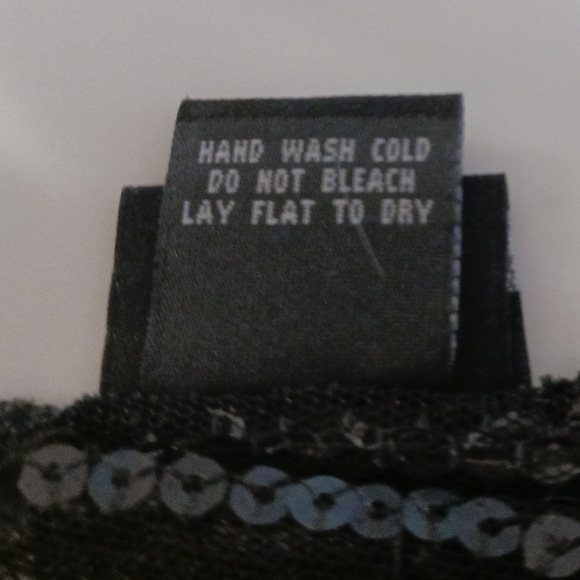 HAND WASH COLD
DO NOT BLEACH
LAY FLAT TO DRY